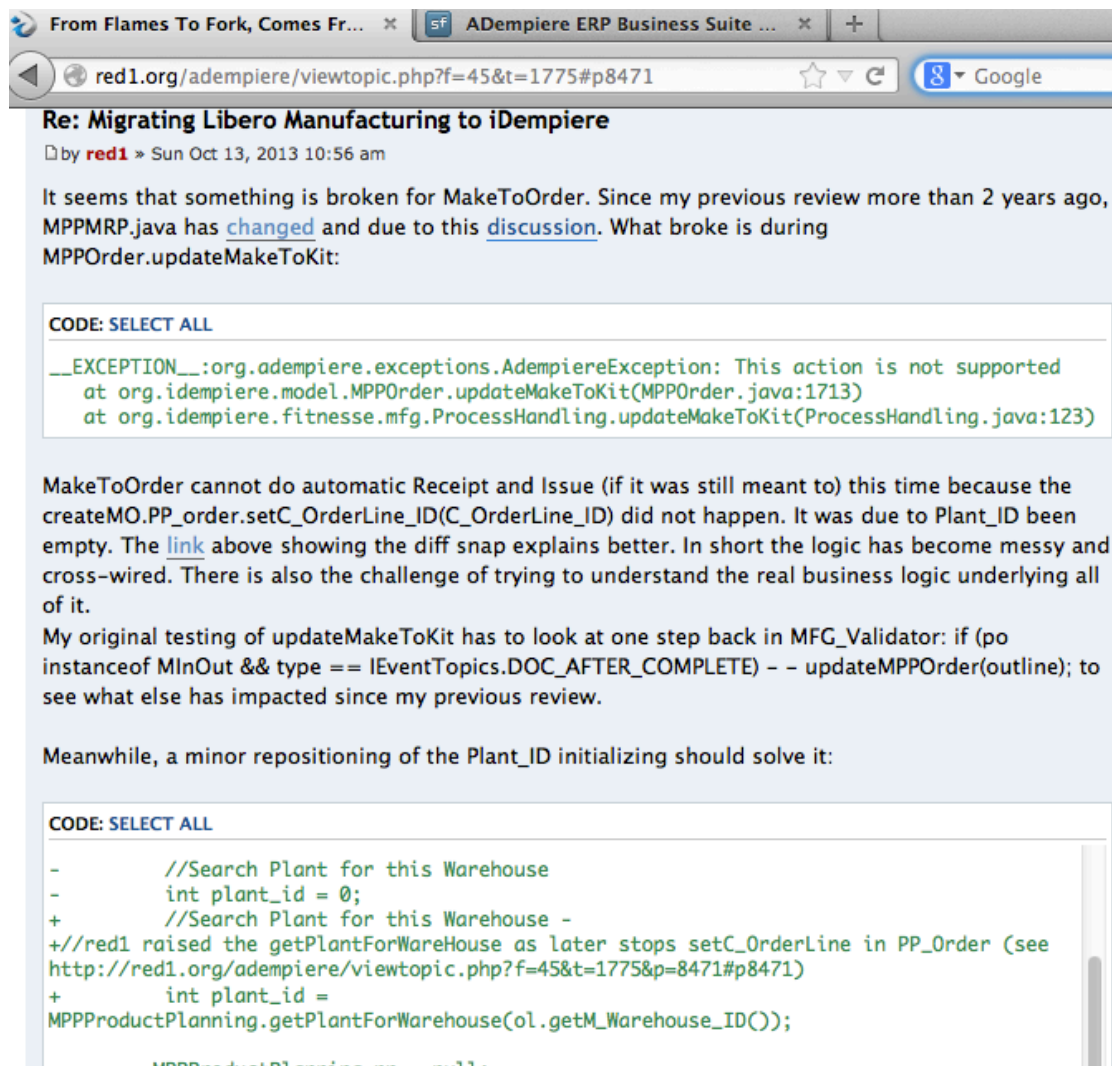 From Flames To Fork, Comes Fr... × sf ADempiere ERP Business Suite ... × +
red1.org/adempiere/viewtopic.php?f=45&t=1775#p8471 8 Google
Re: Migrating Libero Manufacturing to iDempiere
by red1 » Sun Oct 13, 2013 10:56 am
It seems that something is broken for MakeToOrder. Since my previous review more than 2 years ago,
MPPMRP.java has changed and due to this discussion. What broke is during
MPPOrder.updateMakeToKit:
CODE: SELECT ALL
__EXCEPTION__:org.adempiere.exceptions.AdempiereException: This action is not supported
at org.idempiere.model.MPPOrder.updateMakeToKit(MPPOrder.java:1713)
at org.idempiere.fitnesse.mfg.ProcessHandling.updateMakeToKit(ProcessHandling.java:123)
MakeToOrder cannot do automatic Receipt and Issue (if it was still meant to) this time because the
createMO.PP_order.setC_OrderLine_ID(C_OrderLine_ID) did not happen. It was due to Plant_ID been
empty. The link above showing the diff snap explains better. In short the logic has become messy and
cross-wired. There is also the challenge of trying to understand the real business logic underlying all
of it.
My original testing of updateMakeToKit has to look at one step back in MFG_Validator: if (po
instanceof MInOut && type == IEventTopics.DOC_AFTER_COMPLETE) - - updateMPPOrder(outline); to
see what else has impacted since my previous review.
Meanwhile, a minor repositioning of the Plant_ID initializing should solve it:
CODE: SELECT ALL
- //Search Plant for this Warehouse
- int plant_id = 0;
+ //Search Plant for this Warehouse -
+//red1 raised the getPlantForWareHouse as later stops setC_OrderLine in PP_Order (see
http://red1.org/adempiere/viewtopic.php?f=45&t=1775&p=8471#p8471)
+ int plant_id =
MPPProductPlanning.getPlantForWarehouse(ol.getM_Warehouse_ID());